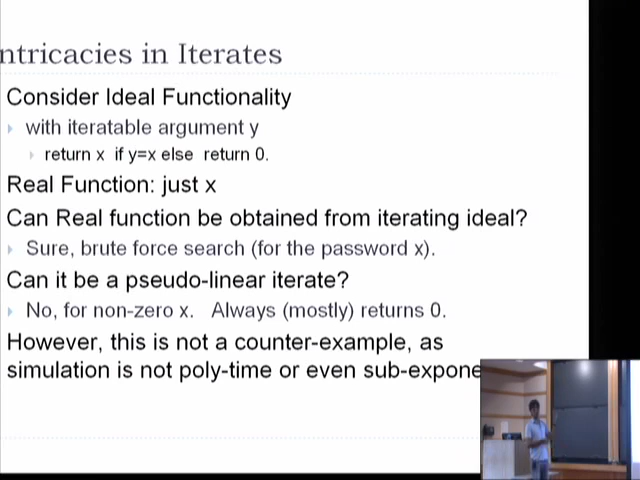 ntricacies in Iterates
Consider Ideal Functionality
with iteratable argument y
return x if y=x else return 0.
Real Function: just x
Can Real function be obtained from iterating ideal?
Sure, brute force search (for the password x).
Can it be a pseudo-linear iterate?
No, for non-zero x. Always (mostly) returns 0.
However, this is not a counter-example, as
simulation is not poly-time or even sub-expone